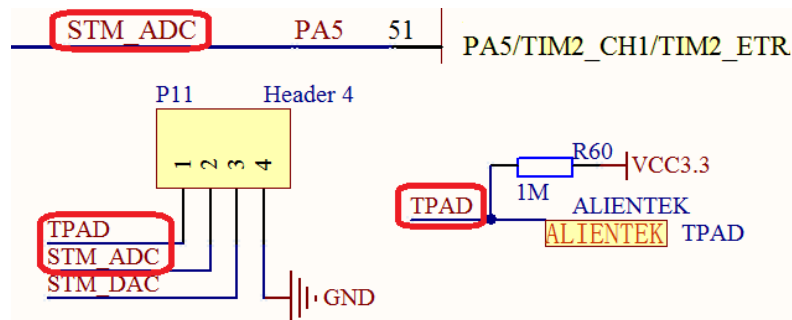 STM_ADC PA5 51
PA5/TIM2_CH1/TIM2_ETR
P11 Header 4
1 2 3 4
R60
VCC3.3
1M
TPAD
ALIENTEK
ALIENTEK TPAD
TPAD
STM_ADC
STM_DAC
GND